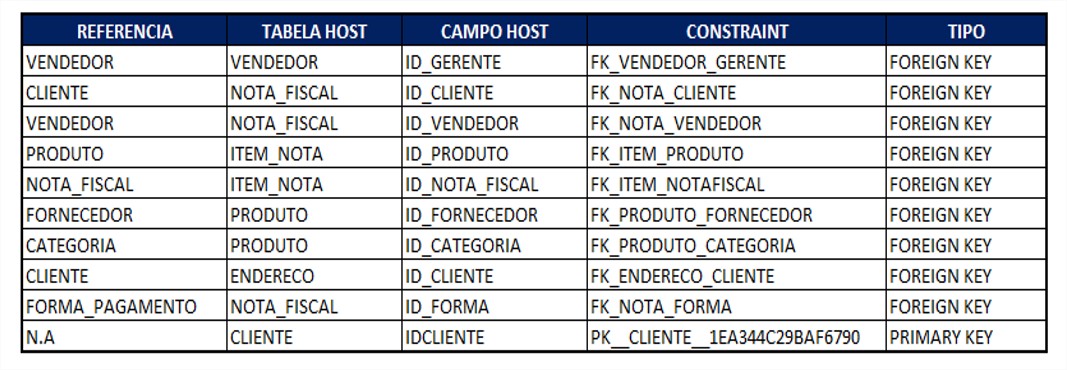 REFERENCIA TABELA HOST CAMPO HOST CONSTRAINT TIPO
VENDEDOR VENDEDOR ID_GERENTE FK_VENDEDOR_GERENTE FOREIGN KEY
CLIENTE NOTA_FISCAL ID_CLIENTE FK_NOTA_CLIENTE FOREIGN KEY
VENDEDOR NOTA_FISCAL ID_VENDEDOR FK_NOTA_VENDEDOR FOREIGN KEY
PRODUTO ITEM_NOTA ID_PRODUTO FK_ITEM_PRODUTO FOREIGN KEY
NOTA_FISCAL ITEM_NOTA ID_NOTA_FISCAL FK_ITEM_NOTAFISCAL FOREIGN KEY
FORNECEDOR PRODUTO ID_FORNECEDOR FK_PRODUTO_FORNECEDOR FOREIGN KEY
CATEGORIA PRODUTO ID_CATEGORIA FK_PRODUTO_CATEGORIA FOREIGN KEY
CLIENTE ENDERECO ID_CLIENTE FK_ENDERECO_CLIENTE FOREIGN KEY
FORMA_PAGAMENTO NOTA_FISCAL ID_FORMA FK_NOTA_FORMA FOREIGN KEY
N.A CLIENTE IDCLIENTE PK__CLIENTE__1EA344C29BAF6790 PRIMARY KEY